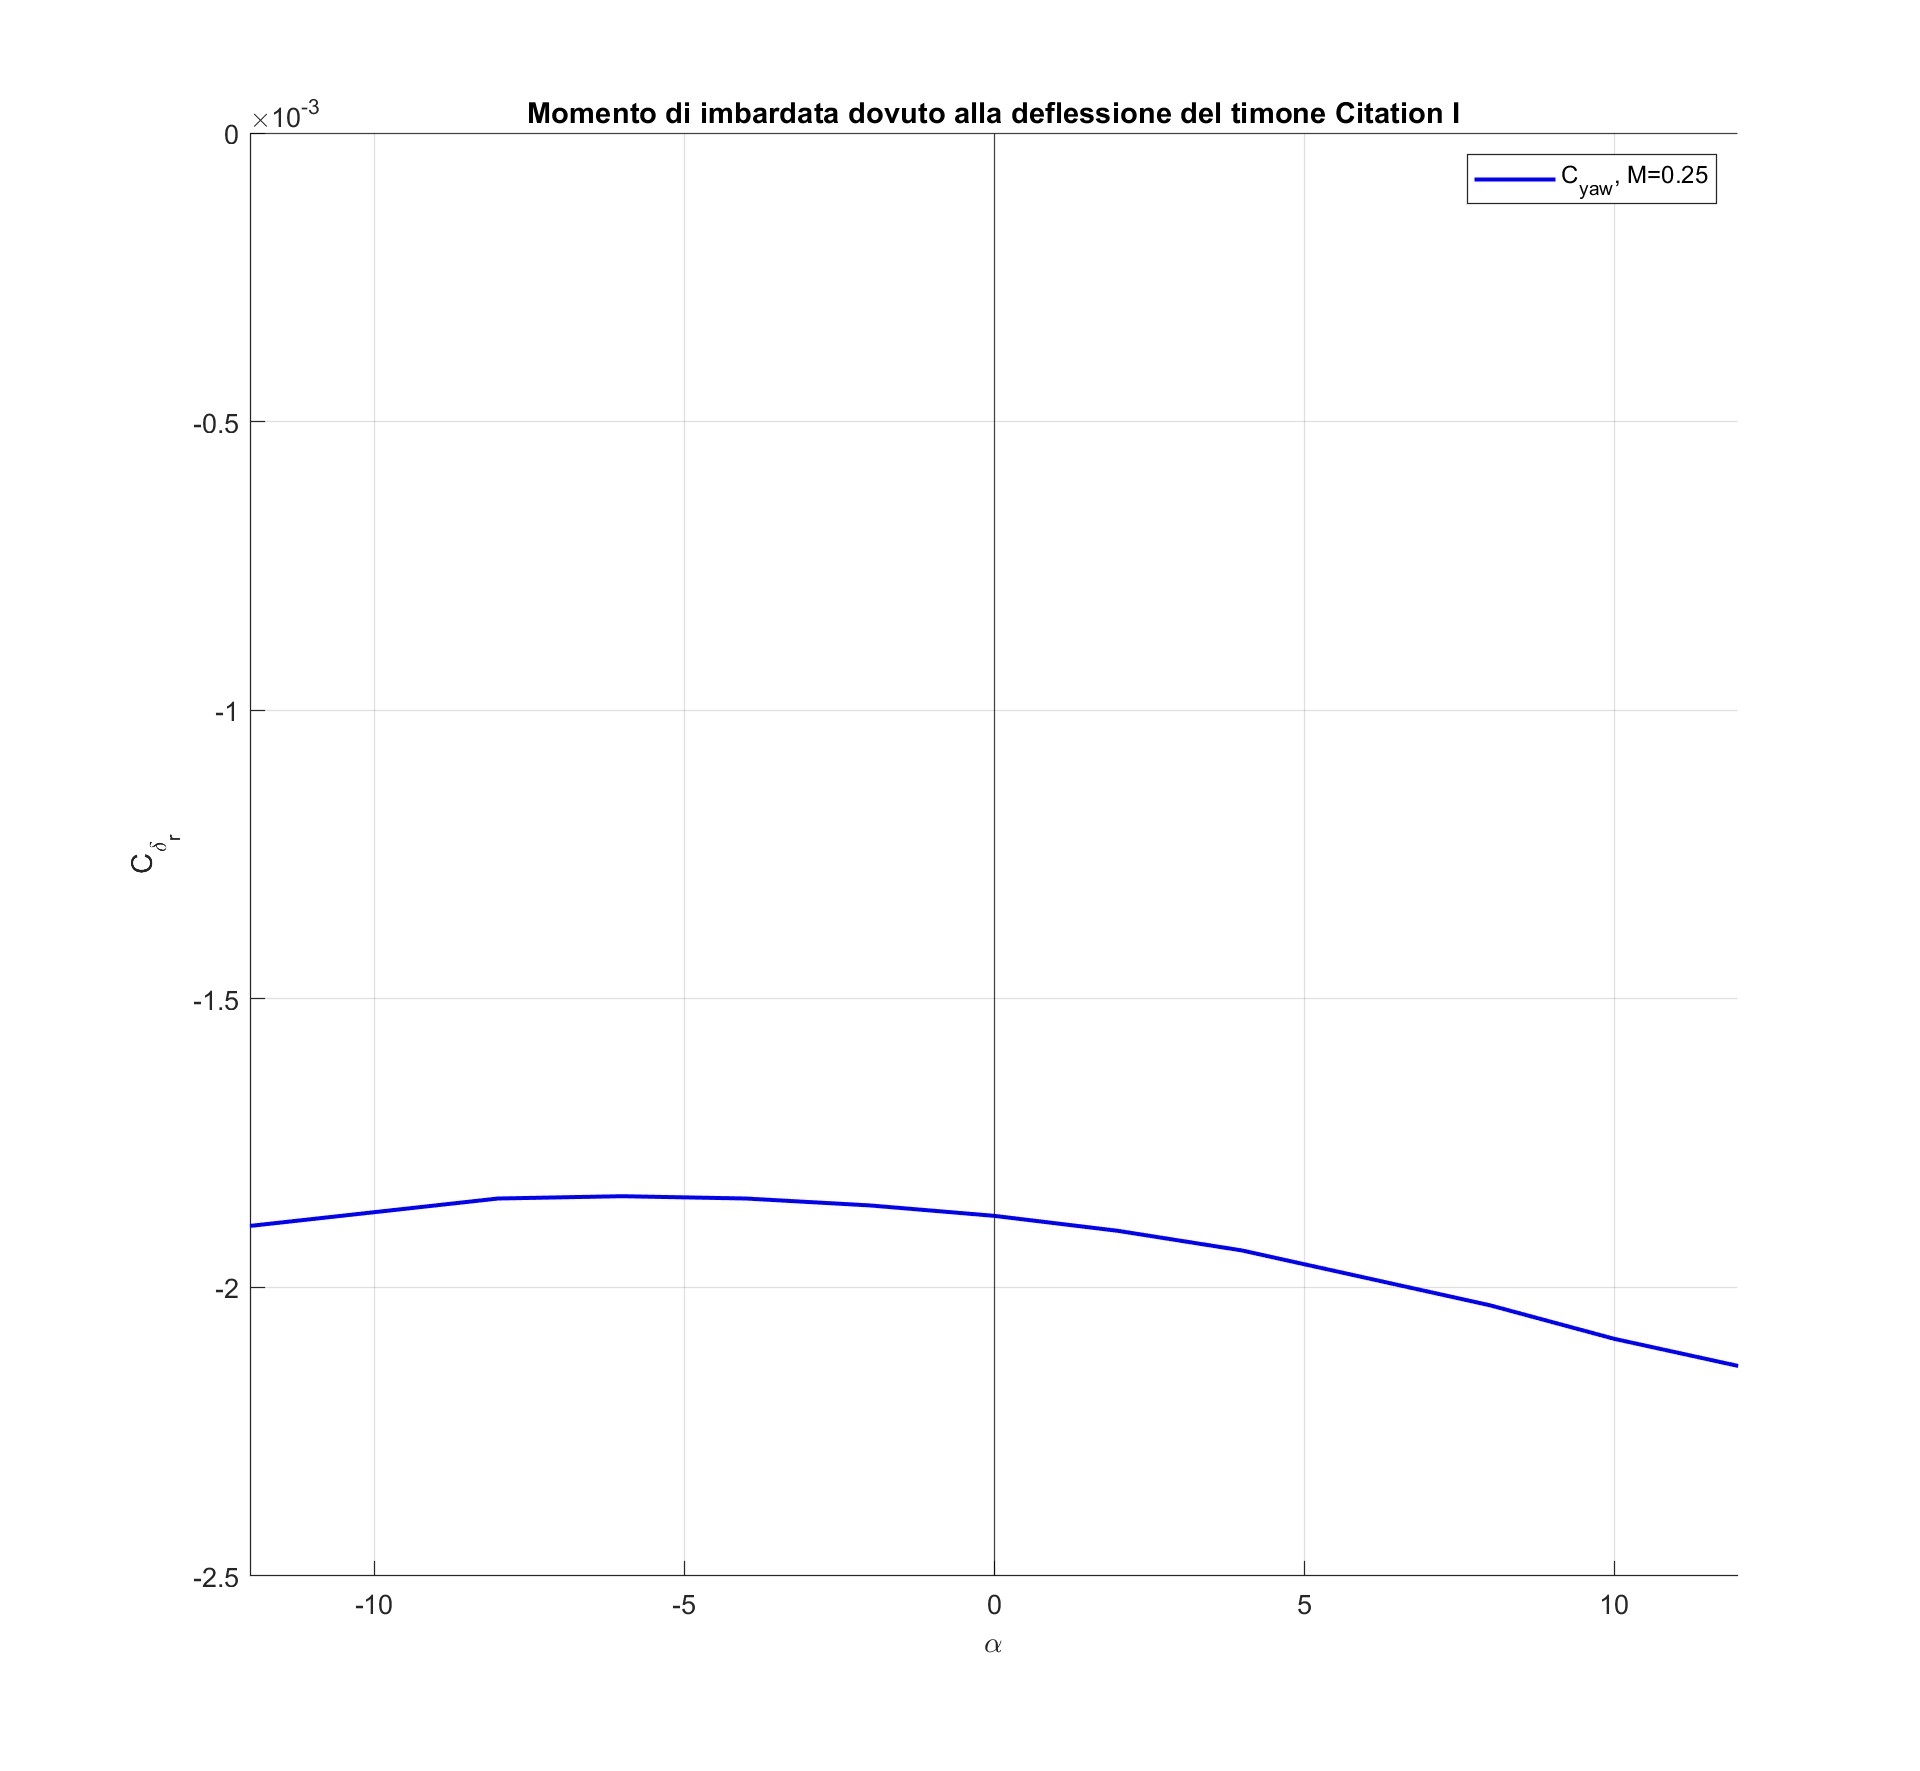 Momento di imbardata dovuto alla deflessione del timone Citation I
×10^-3
C_yaw, M=0.25
0
-0.5
-1
-1.5
-2
-2.5
C_δ_r
-10 -5 0 5 10
α